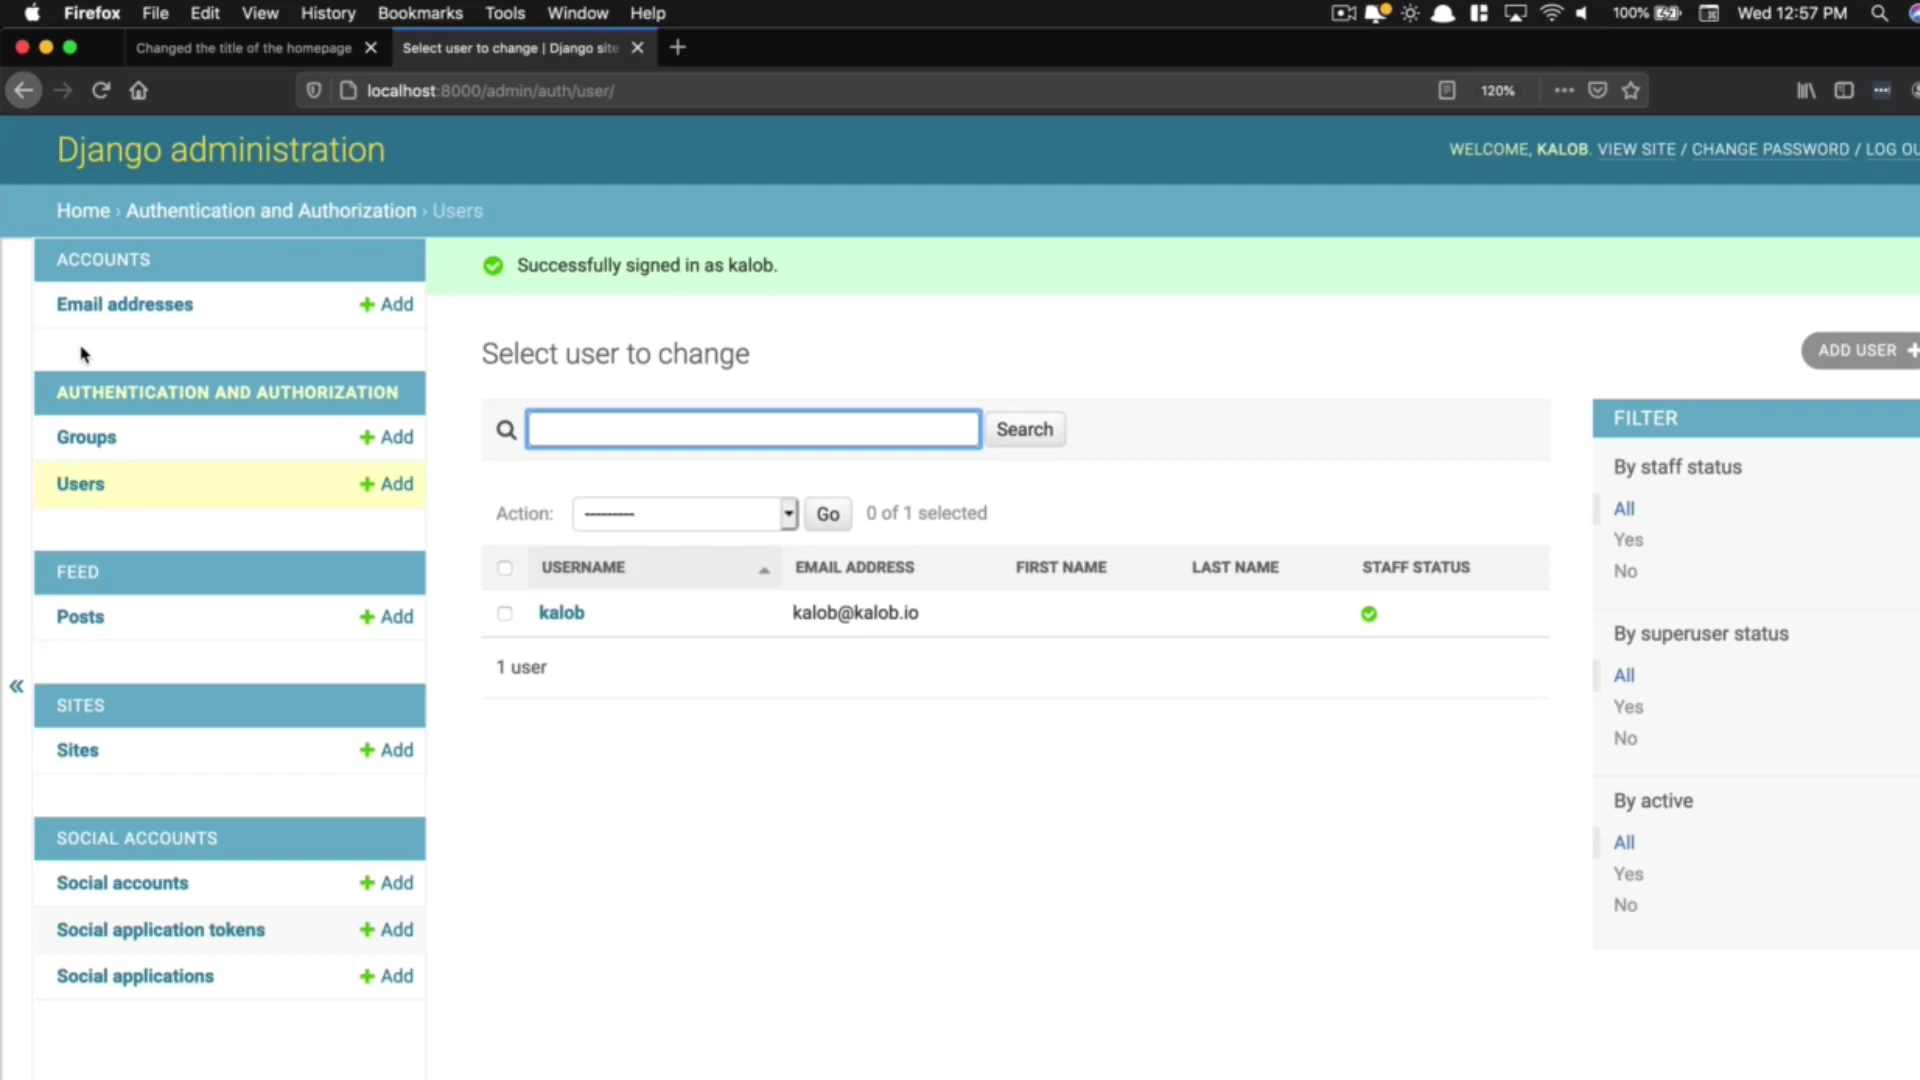 Firefox File Edit View History Bookmarks Tools Window Help 100% Wed 12:57 PM
Changed the title of the homepage
Select user to change | Django site
localhost:8000/admin/auth/user/ 120%
Django administration
WELCOME, KALOB. VIEW SITE / CHANGE PASSWORD / LOG OU
Home › Authentication and Authorization › Users
ACCOUNTS
Email addresses + Add
AUTHENTICATION AND AUTHORIZATION
Groups + Add
Users + Add
FEED
Posts + Add
SITES
Sites + Add
SOCIAL ACCOUNTS
Social accounts + Add
Social application tokens + Add
Social applications + Add
«
Successfully signed in as kalob.
Select user to change
ADD USER +
Search
Action: --------- Go 0 of 1 selected
USERNAME EMAIL ADDRESS FIRST NAME LAST NAME STAFF STATUS
kalob kalob@kalob.io
1 user
FILTER
By staff status
All
Yes
No
By superuser status
All
Yes
No
By active
All
Yes
No